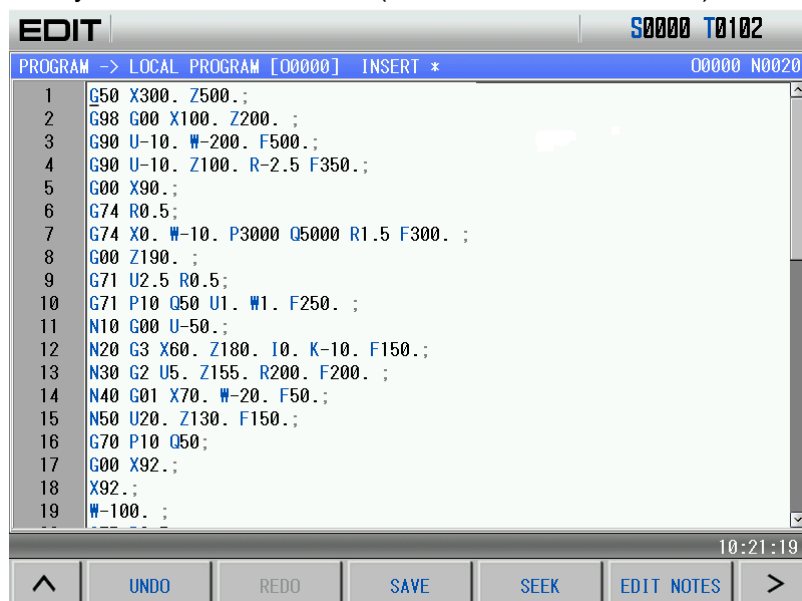 EDIT S0000 T0102
PROGRAM -> LOCAL PROGRAM [O0000] INSERT * O0000 N0020
1 G50 X300. Z500.;
2 G98 G00 X100. Z200. ;
3 G90 U-10. W-200. F500.;
4 G90 U-10. Z100. R-2.5 F350.;
5 G00 X90.;
6 G74 R0.5;
7 G74 X0. W-10. P3000 Q5000 R1.5 F300. ;
8 G00 Z190. ;
9 G71 U2.5 R0.5;
10 G71 P10 Q50 U1. W1. F250. ;
11 N10 G00 U-50.;
12 N20 G3 X60. Z180. I0. K-10. F150.;
13 N30 G2 U5. Z155. R200. F200. ;
14 N40 G01 X70. W-20. F50.;
15 N50 U20. Z130. F150.;
16 G70 P10 Q50;
17 G00 X92.;
18 X92.;
19 W-100. ;
10:21:19
^ UNDO REDO SAVE SEEK EDIT NOTES >